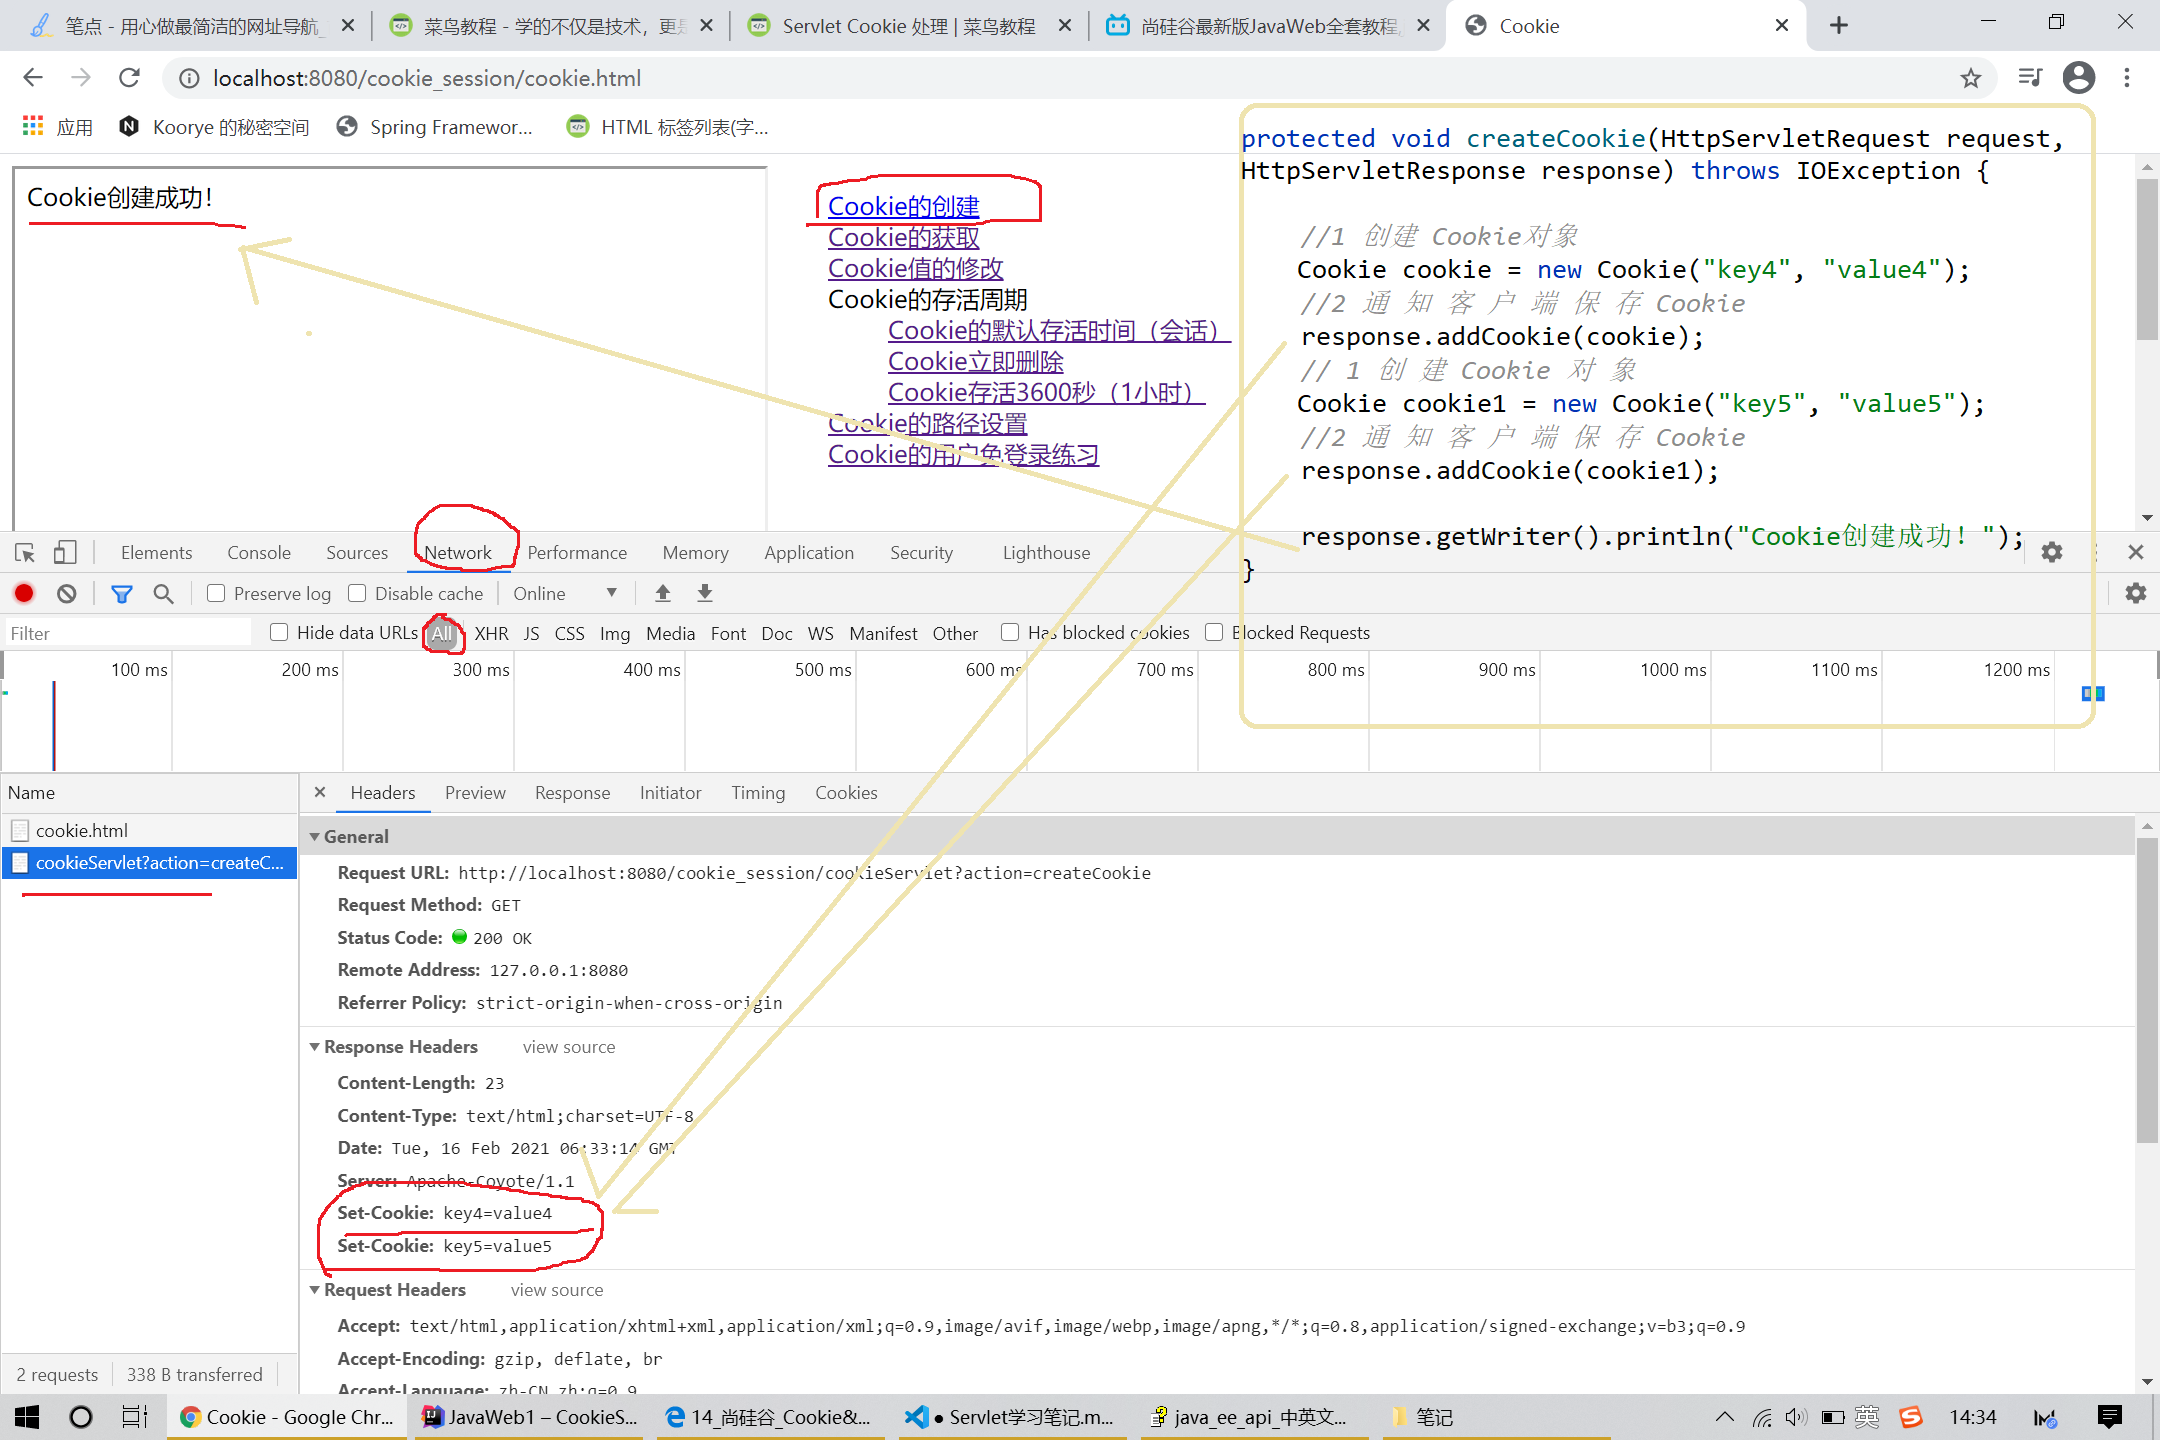 笔点 - 用心做最简洁的网址导航_
菜鸟教程 - 学的不仅是技术，更是
Servlet Cookie 处理 | 菜鸟教程
尚硅谷最新版JavaWeb全套教程,
Cookie
localhost:8080/cookie_session/cookie.html
应用
Koorye 的秘密空间
Spring Framewor...
HTML 标签列表(字...
protected void createCookie(HttpServletRequest request,
HttpServletResponse response) throws IOException {
//1 创建 Cookie对象
Cookie cookie = new Cookie("key4", "value4");
//2 通 知 客 户 端 保 存 Cookie
response.addCookie(cookie);
// 1 创 建 Cookie 对 象
Cookie cookie1 = new Cookie("key5", "value5");
//2 通 知 客 户 端 保 存 Cookie
response.addCookie(cookie1);
response.getWriter().println("Cookie创建成功！");
}
Cookie创建成功！
Cookie的创建
Cookie的获取
Cookie值的修改
Cookie的存活周期
Cookie的默认存活时间（会话）
Cookie立即删除
Cookie存活3600秒（1小时）
Cookie的路径设置
Cookie的用户免登录练习
Elements Console Sources Network Performance Memory Application Security Lighthouse
Preserve log Disable cache Online
Filter Hide data URLs All XHR JS CSS Img Media Font Doc WS Manifest Other Has blocked cookies Blocked Requests
100 ms 200 ms 300 ms 400 ms 500 ms 600 ms 700 ms 800 ms 900 ms 1000 ms 1100 ms 1200 ms
Name
cookie.html
cookieServlet?action=createC...
Headers Preview Response Initiator Timing Cookies
General
Request URL: http://localhost:8080/cookie_session/cookieServlet?action=createCookie
Request Method: GET
Status Code: 200 OK
Remote Address: 127.0.0.1:8080
Referrer Policy: strict-origin-when-cross-origin
Response Headers view source
Content-Length: 23
Content-Type: text/html;charset=UTF-8
Date: Tue, 16 Feb 2021 06:33:14 GMT
Server: Apache-Coyote/1.1
Set-Cookie: key4=value4
Set-Cookie: key5=value5
Request Headers view source
Accept: text/html,application/xhtml+xml,application/xml;q=0.9,image/avif,image/webp,image/apng,*/*;q=0.8,application/signed-exchange;v=b3;q=0.9
Accept-Encoding: gzip, deflate, br
Accept-Language: zh-CN,zh;q=0.9
2 requests 338 B transferred
Cookie - Google Chr...
JavaWeb1 – CookieS...
14_尚硅谷_Cookie&...
● Servlet学习笔记.m...
java_ee_api_中英文...
笔记
英
14:34